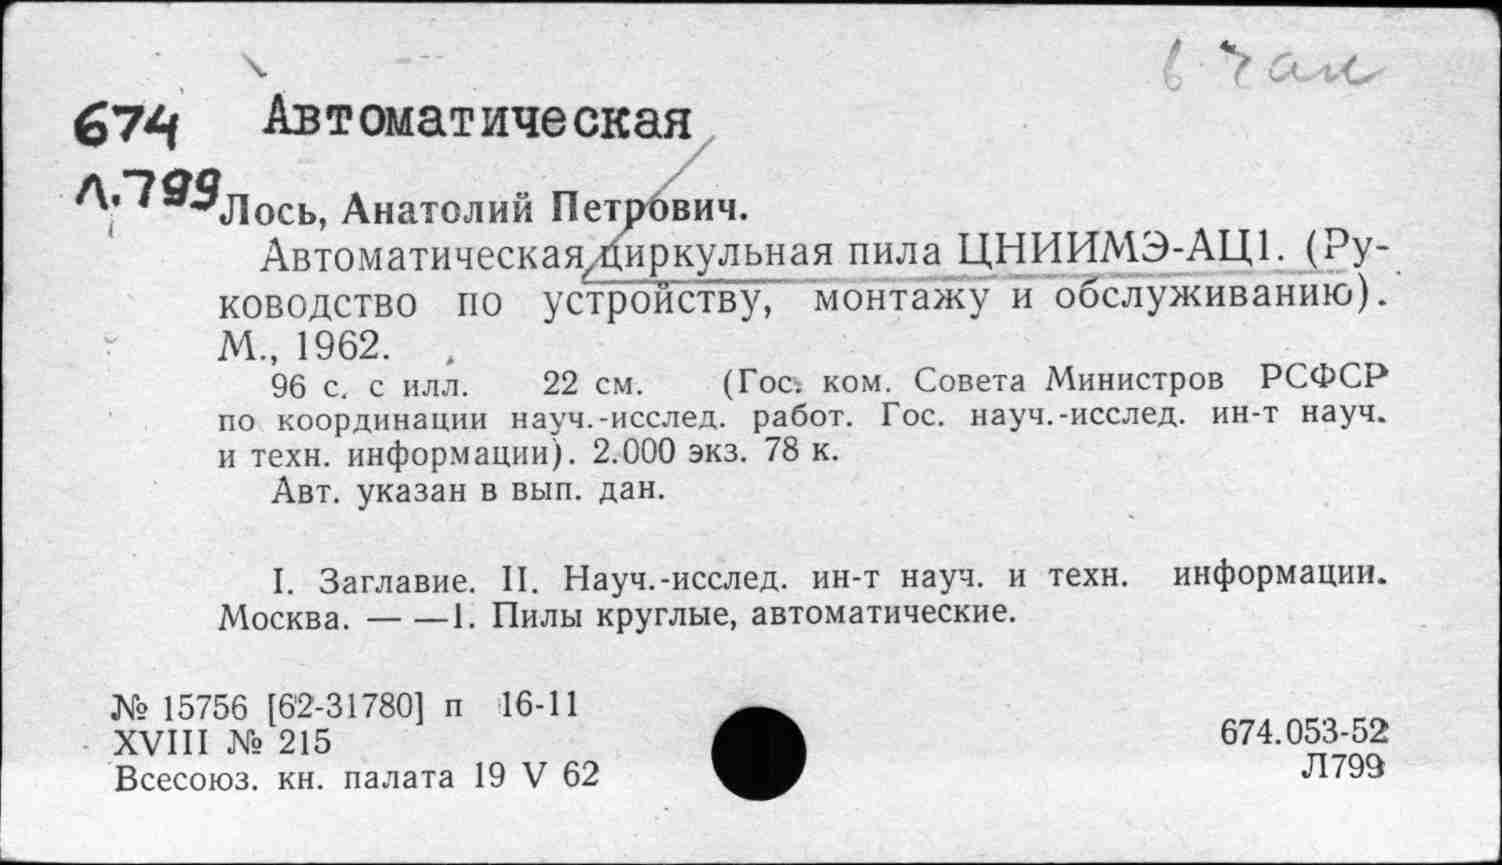 674 Автоматическая
Л.799
Лось, Анатолий Петрович.
Автоматическая циркульная пила ЦНИИМЭ-АЦ1. (Ру-
ководство по устройству, монтажу и обслуживанию).
М., 1962.
96 с. с илл. 22 см. (Гос. ком. Совета Министров РСФСР
по координации науч.-исслед. работ. Гос. науч.-исслед. ин-т науч.
и техн. информации). 2.000 экз. 78 к.
Авт. указан в вып. дан.
I. Заглавие. II. Науч.-исслед. ин-т науч. и техн. информации.
Москва. — —1. Пилы круглые, автоматические.
№ 15756 [62-31780] п 16-11
XVIII № 215
Всесоюз. кн. палата 19 V 62
674.053-52
Л799